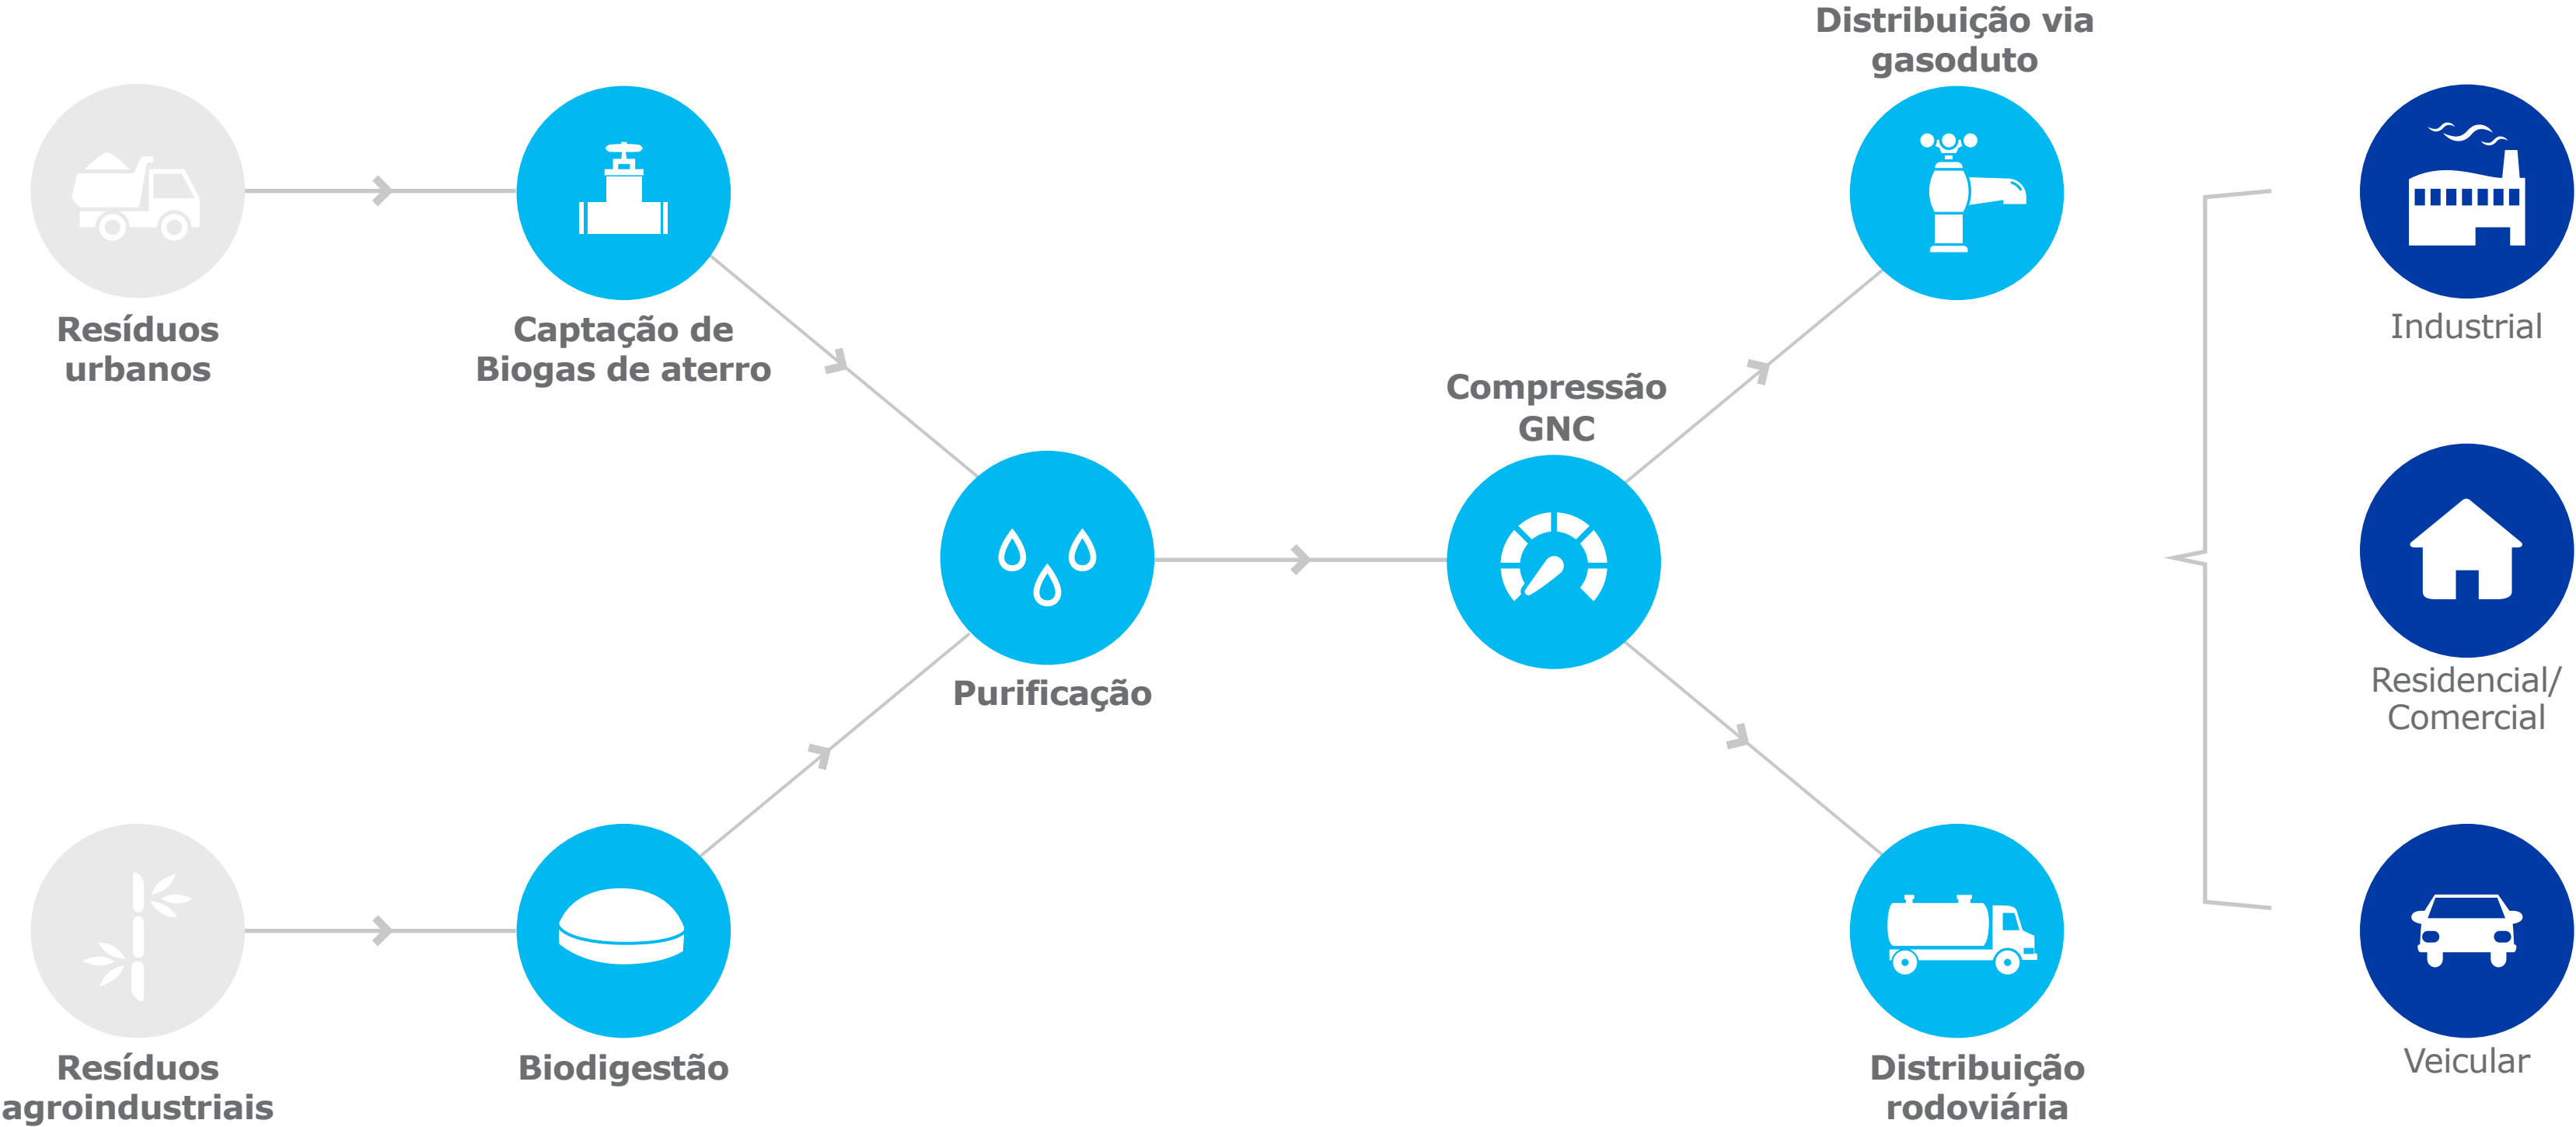 Distribuição via
gasoduto
Resíduos
urbanos
Captação de
Biogas de aterro
Industrial
Compressão
GNC
Purificação
Residencial/
Comercial
Resíduos
agroindustriais
Biodigestão
Distribuição
rodoviária
Veicular